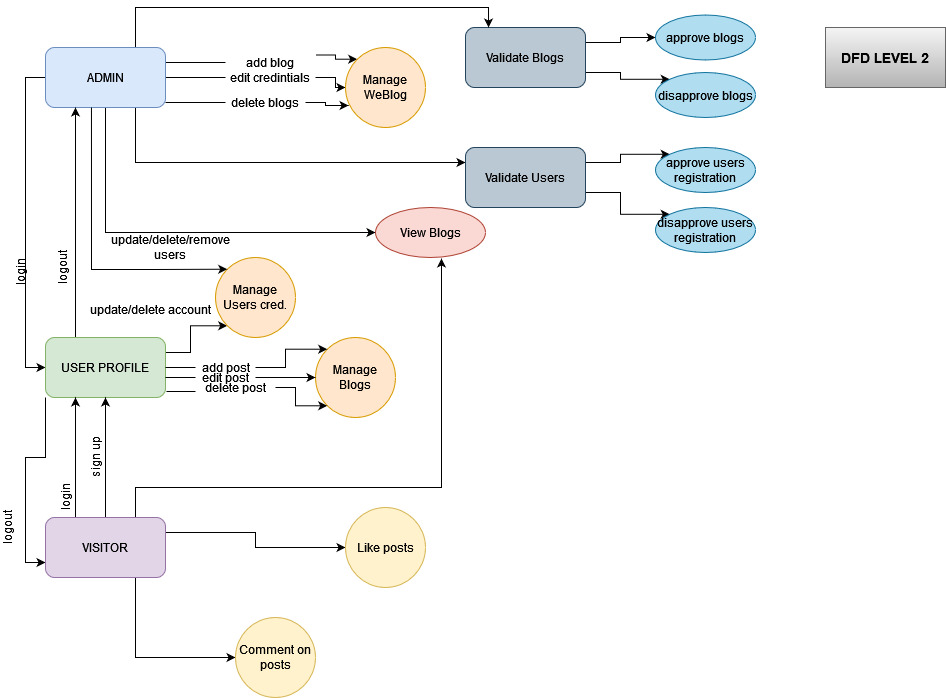 ADMIN
add blog
edit credintials
delete blogs
Manage
WeBlog
Validate Blogs
approve blogs
disapprove blogs
DFD LEVEL 2
Validate Users
approve users
registration
disapprove users
registration
View Blogs
update/delete/remove
users
login
logout
Manage
Users cred.
update/delete account
USER PROFILE
add post
edit post
delete post
Manage
Blogs
sign up
login
logout
VISITOR
Like posts
Comment on
posts